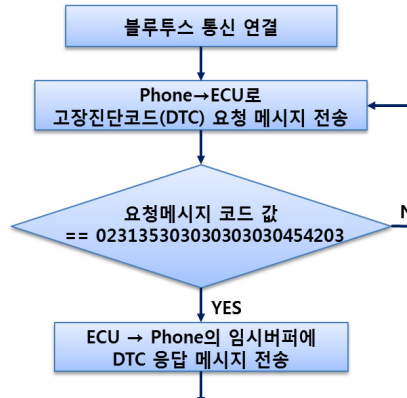 블루투스 통신 연결
Phone→ECU로
고장진단코드(DTC) 요청 메시지 전송
요청메시지 코드 값
== 0231353030303030304542​03
YES
ECU → Phone의 임시버퍼에
DTC 응답 메시지 전송